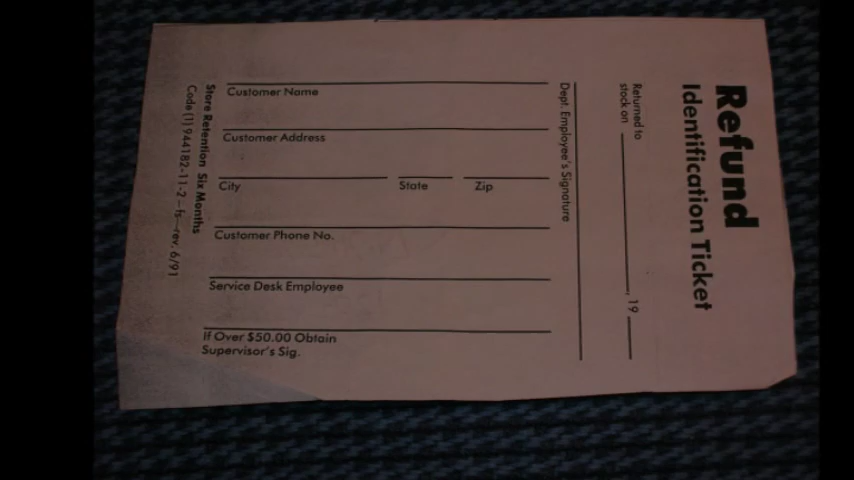 Refund
Identification Ticket
Returned to
stock on , 19
Dept. Employee's Signature
Customer Name
Customer Address
City State Zip
Customer Phone No.
Service Desk Employee
If Over $50.00 Obtain
Supervisor's Sig.
Store Retention Six Months
Code (1) 944182-11-2-fs-rev. 6/91